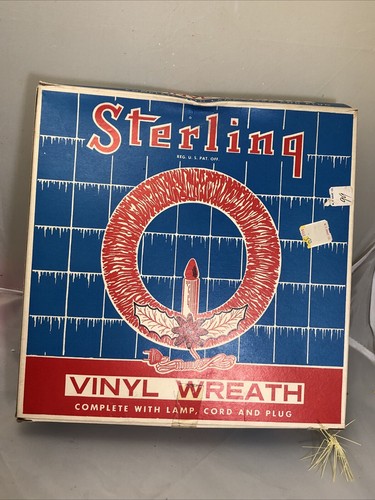 Sterling
REG. U. S. PAT. OFF.
VINYL WREATH
COMPLETE WITH LAMP, CORD AND PLUG